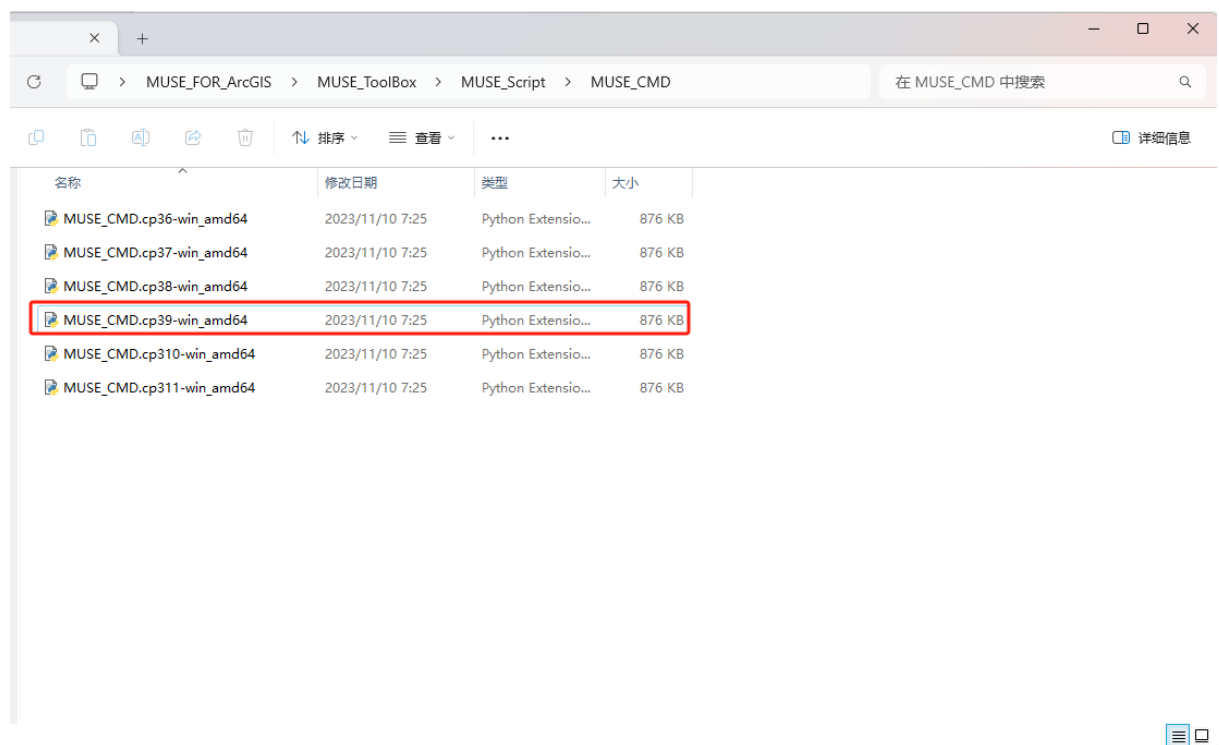 MUSE_FOR_ArcGIS > MUSE_ToolBox > MUSE_Script > MUSE_CMD 在 MUSE_CMD 中搜索
排序 查看 ... 详细信息
名称 修改日期 类型 大小
MUSE_CMD.cp36-win_amd64 2023/11/10 7:25 Python Extensio... 876 KB
MUSE_CMD.cp37-win_amd64 2023/11/10 7:25 Python Extensio... 876 KB
MUSE_CMD.cp38-win_amd64 2023/11/10 7:25 Python Extensio... 876 KB
MUSE_CMD.cp39-win_amd64 2023/11/10 7:25 Python Extensio... 876 KB
MUSE_CMD.cp310-win_amd64 2023/11/10 7:25 Python Extensio... 876 KB
MUSE_CMD.cp311-win_amd64 2023/11/10 7:25 Python Extensio... 876 KB